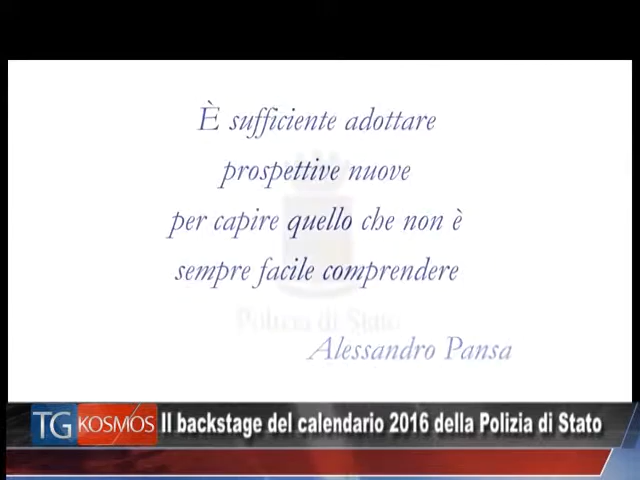 È sufficiente adottare
prospettive nuove
per capire quello che non è
sempre facile comprendere
Polizia di Stato
Alessandro Pansa
TG KOSMOS Il backstage del calendario 2016 della Polizia di Stato